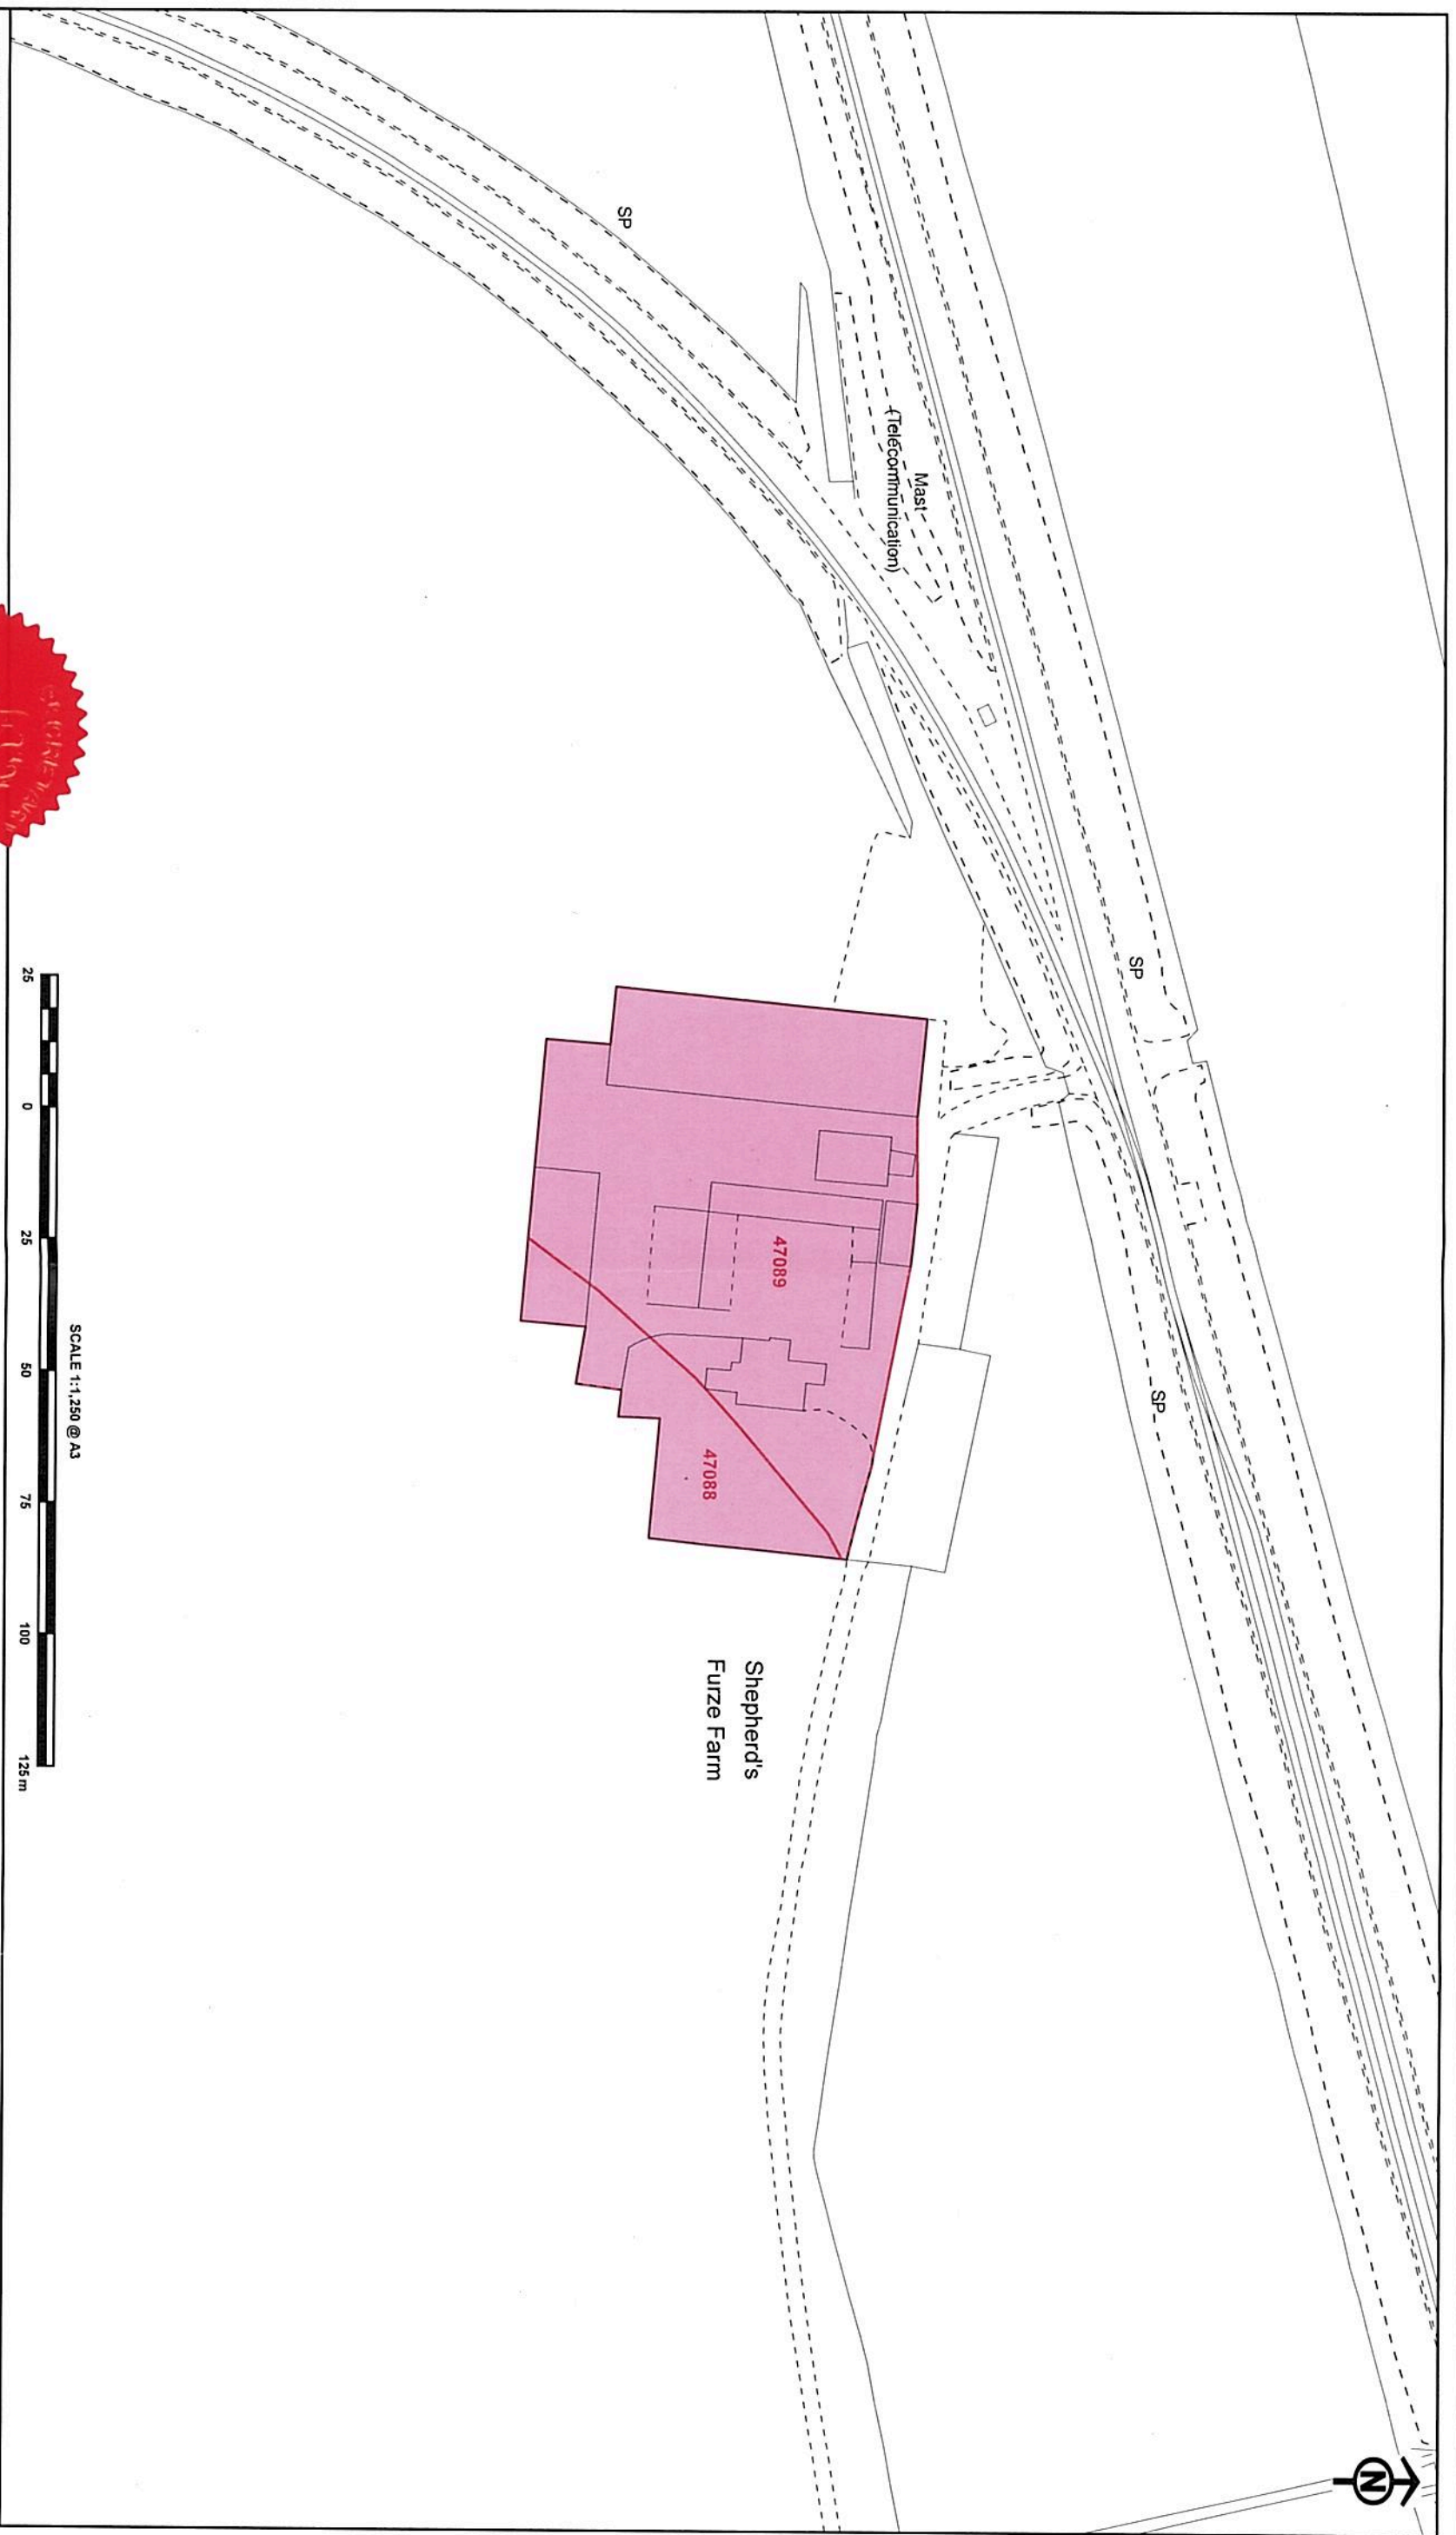 SP
Mast
(Telecommunication)
SP
SP
47089
47088
Shepherd's
Furze Farm
N
25 0 25 50 75 100 125 m
SCALE 1:1,250 @ A3